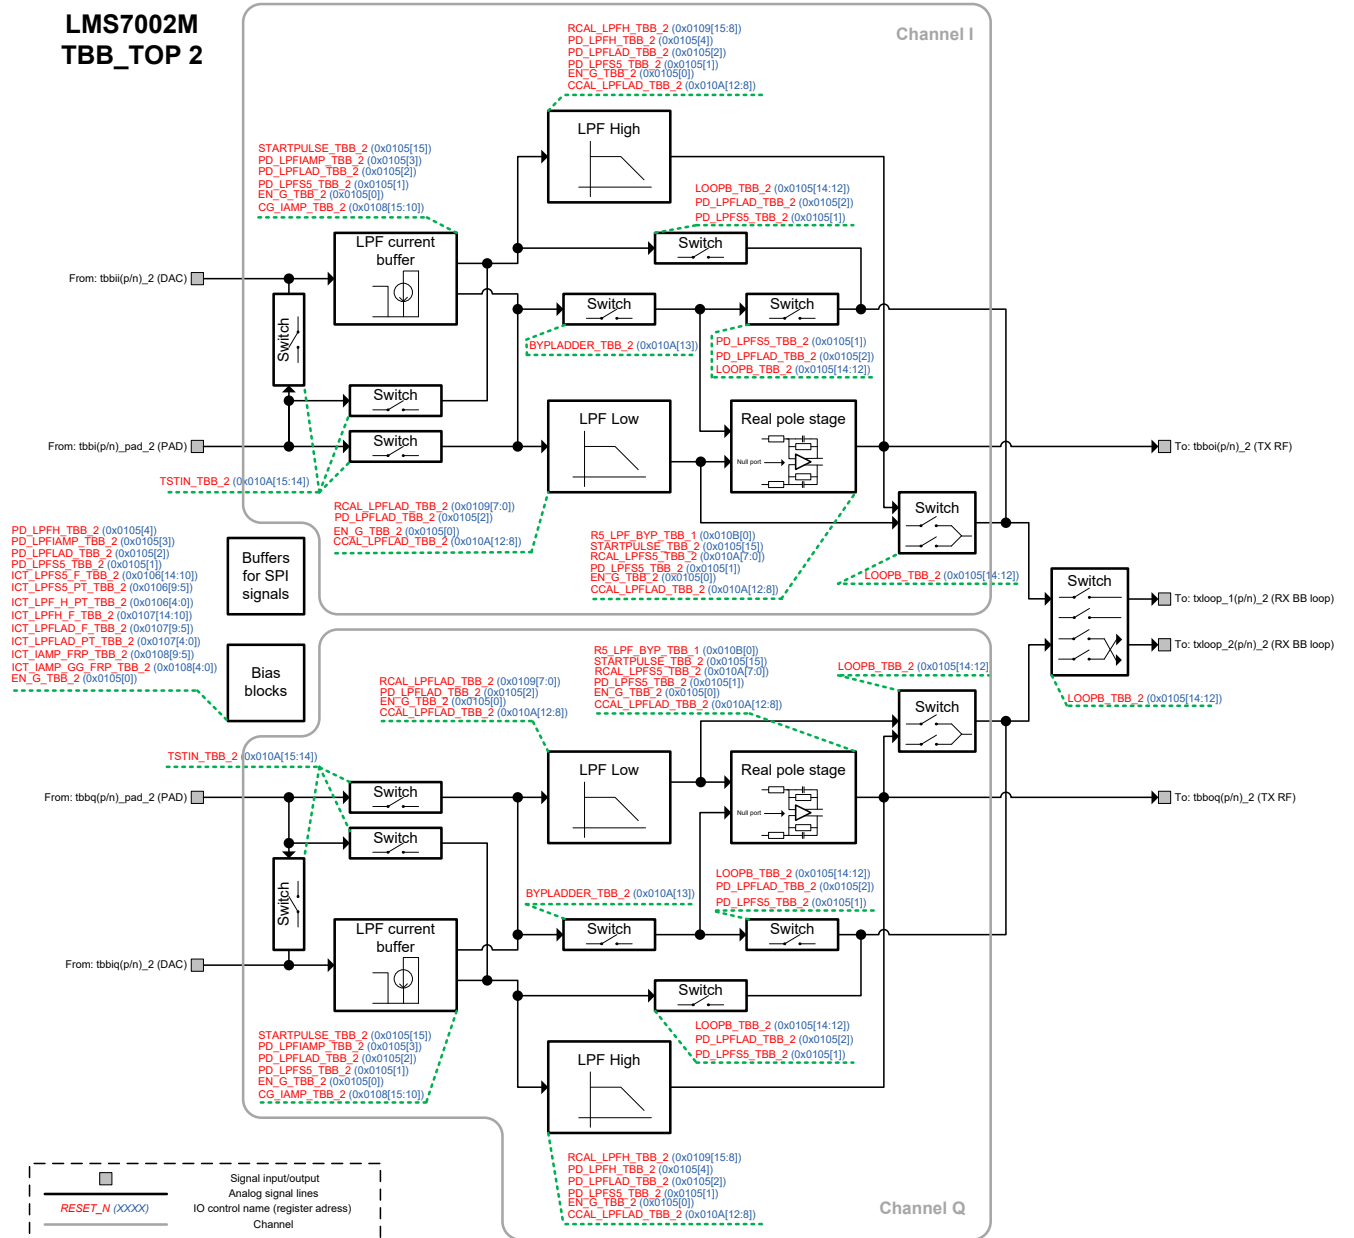 LMS7002M
TBB_TOP 2
Channel I
RCAL_LPFH_TBB_2 (0x0109[15:8])
PD_LPFH_TBB_2 (0x0105[4])
PD_LPFLAD_TBB_2 (0x0105[2])
PD_LPFS5_TBB_2 (0x0105[1])
EN_G_TBB_2 (0x0105[0])
CCAL_LPFLAD_TBB_2 (0x010A[12:8])
LPF High
STARTPULSE_TBB_2 (0x0105[15])
PD_LPFIAMP_TBB_2 (0x0105[3])
PD_LPFLAD_TBB_2 (0x0105[2])
PD_LPFS5_TBB_2 (0x0105[1])
EN_G_TBB_2 (0x0105[0])
CG_IAMP_TBB_2 (0x0108[15:10])
LOOPB_TBB_2 (0x0105[14:12])
PD_LPFLAD_TBB_2 (0x0105[2])
PD_LPFS5_TBB_2 (0x0105[1])
LPF current
buffer
Switch
From: tbbii(p/n)_2 (DAC)
Switch
Switch
Switch
BYPLADDER_TBB_2 (0x010A[13])
PD_LPFS5_TBB_2 (0x0105[1])
PD_LPFLAD_TBB_2 (0x0105[2])
LOOPB_TBB_2 (0x0105[14:12])
Switch
LPF Low
Real pole stage
Null port
Switch
From: tbbi(p/n)_pad_2 (PAD)
To: tbboi(p/n)_2 (TX RF)
TSTIN_TBB_2 (0x010A[15:14])
RCAL_LPFLAD_TBB_2 (0x0109[7:0])
PD_LPFLAD_TBB_2 (0x0105[2])
EN_G_TBB_2 (0x0105[0])
CCAL_LPFLAD_TBB_2 (0x010A[12:8])
Switch
R5_LPF_BYP_TBB_1 (0x010B[0])
STARTPULSE_TBB_2 (0x0105[15])
RCAL_LPFS5_TBB_2 (0x010A[7:0])
PD_LPFS5_TBB_2 (0x0105[1])
EN_G_TBB_2 (0x0105[0])
CCAL_LPFLAD_TBB_2 (0x010A[12:8])
LOOPB_TBB_2 (0x0105[14:12])
PD_LPFH_TBB_2 (0x0105[4])
PD_LPFIAMP_TBB_2 (0x0105[3])
PD_LPFLAD_TBB_2 (0x0105[2])
PD_LPFS5_TBB_2 (0x0105[1])
ICT_LPFS5_F_TBB_2 (0x0106[14:10])
ICT_LPFS5_PT_TBB_2 (0x0106[9:5])
ICT_LPF_H_PT_TBB_2 (0x0106[4:0])
ICT_LPFH_F_TBB_2 (0x0107[14:10])
ICT_LPFLAD_F_TBB_2 (0x0107[9:5])
ICT_LPFLAD_PT_TBB_2 (0x0107[4:0])
ICT_IAMP_FRP_TBB_2 (0x0108[9:5])
ICT_IAMP_GG_FRP_TBB_2 (0x0108[4:0])
EN_G_TBB_2 (0x0105[0])
Buffers
for SPI
signals
Bias
blocks
Switch
To: txloop_1(p/n)_2 (RX BB loop)
To: txloop_2(p/n)_2 (RX BB loop)
LOOPB_TBB_2 (0x0105[14:12])
R5_LPF_BYP_TBB_1 (0x010B[0])
STARTPULSE_TBB_2 (0x0105[15])
RCAL_LPFS5_TBB_2 (0x010A[7:0])
PD_LPFS5_TBB_2 (0x0105[1])
EN_G_TBB_2 (0x0105[0])
CCAL_LPFLAD_TBB_2 (0x010A[12:8])
LOOPB_TBB_2 (0x0105[14:12]
RCAL_LPFLAD_TBB_2 (0x0109[7:0])
PD_LPFLAD_TBB_2 (0x0105[2])
EN_G_TBB_2 (0x0105[0])
CCAL_LPFLAD_TBB_2 (0x010A[12:8])
Switch
TSTIN_TBB_2 (0x010A[15:14])
LPF Low
Real pole stage
Null port
Switch
From: tbbq(p/n)_pad_2 (PAD)
To: tbboq(p/n)_2 (TX RF)
Switch
Switch
LOOPB_TBB_2 (0x0105[14:12])
PD_LPFLAD_TBB_2 (0x0105[2])
PD_LPFS5_TBB_2 (0x0105[1])
BYPLADDER_TBB_2 (0x010A[13])
LPF current
buffer
Switch
Switch
From: tbbiq(p/n)_2 (DAC)
Switch
LOOPB_TBB_2 (0x0105[14:12])
PD_LPFLAD_TBB_2 (0x0105[2])
PD_LPFS5_TBB_2 (0x0105[1])
STARTPULSE_TBB_2 (0x0105[15])
PD_LPFIAMP_TBB_2 (0x0105[3])
PD_LPFLAD_TBB_2 (0x0105[2])
PD_LPFS5_TBB_2 (0x0105[1])
EN_G_TBB_2 (0x0105[0])
CG_IAMP_TBB_2 (0x0108[15:10])
LPF High
RCAL_LPFH_TBB_2 (0x0109[15:8])
PD_LPFH_TBB_2 (0x0105[4])
PD_LPFLAD_TBB_2 (0x0105[2])
PD_LPFS5_TBB_2 (0x0105[1])
EN_G_TBB_2 (0x0105[0])
CCAL_LPFLAD_TBB_2 (0x010A[12:8])
Channel Q
Signal input/output
Analog signal lines
RESET_N (XXXX) IO control name (register adress)
Channel